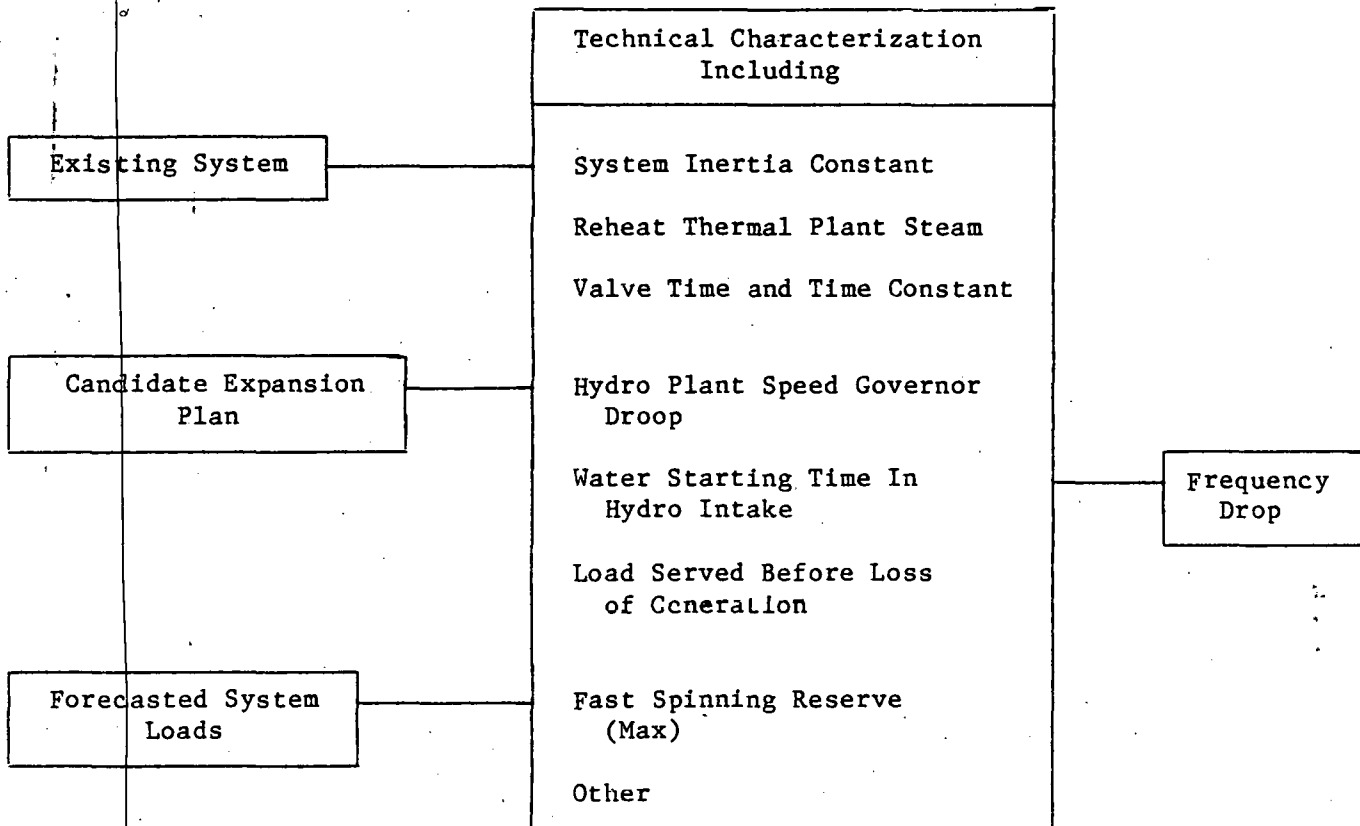 Technical Characterization
Including
Existing System
System Inertia Constant
Reheat Thermal Plant Steam
Valve Time and Time Constant
Candidate Expansion
Plan
Hydro Plant Speed Governor
Droop
Water Starting Time In
Hydro Intake
Frequency
Drop
Load Served Before Loss
of Generation
Forecasted System
Loads
Fast Spinning Reserve
(Max)
Other